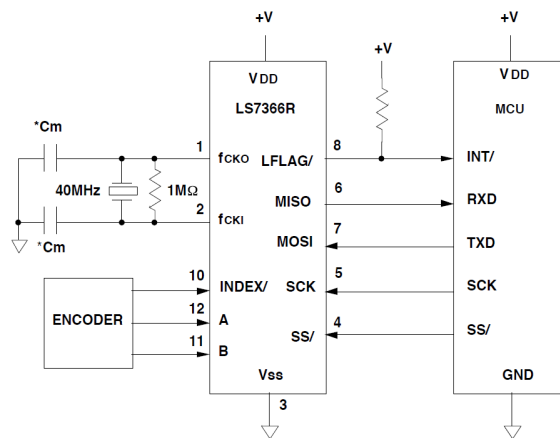 +V +V +V
VDD VDD
LS7366R MCU
*Cm
1 fCKO LFLAG/ 8 INT/
40MHz 1MΩ
MISO 6 RXD
2 fCKI
*Cm
MOSI 7 TXD
10 INDEX/ SCK 5 SCK
ENCODER
12 A
SS/ 4 SS/
11 B
Vss GND
3